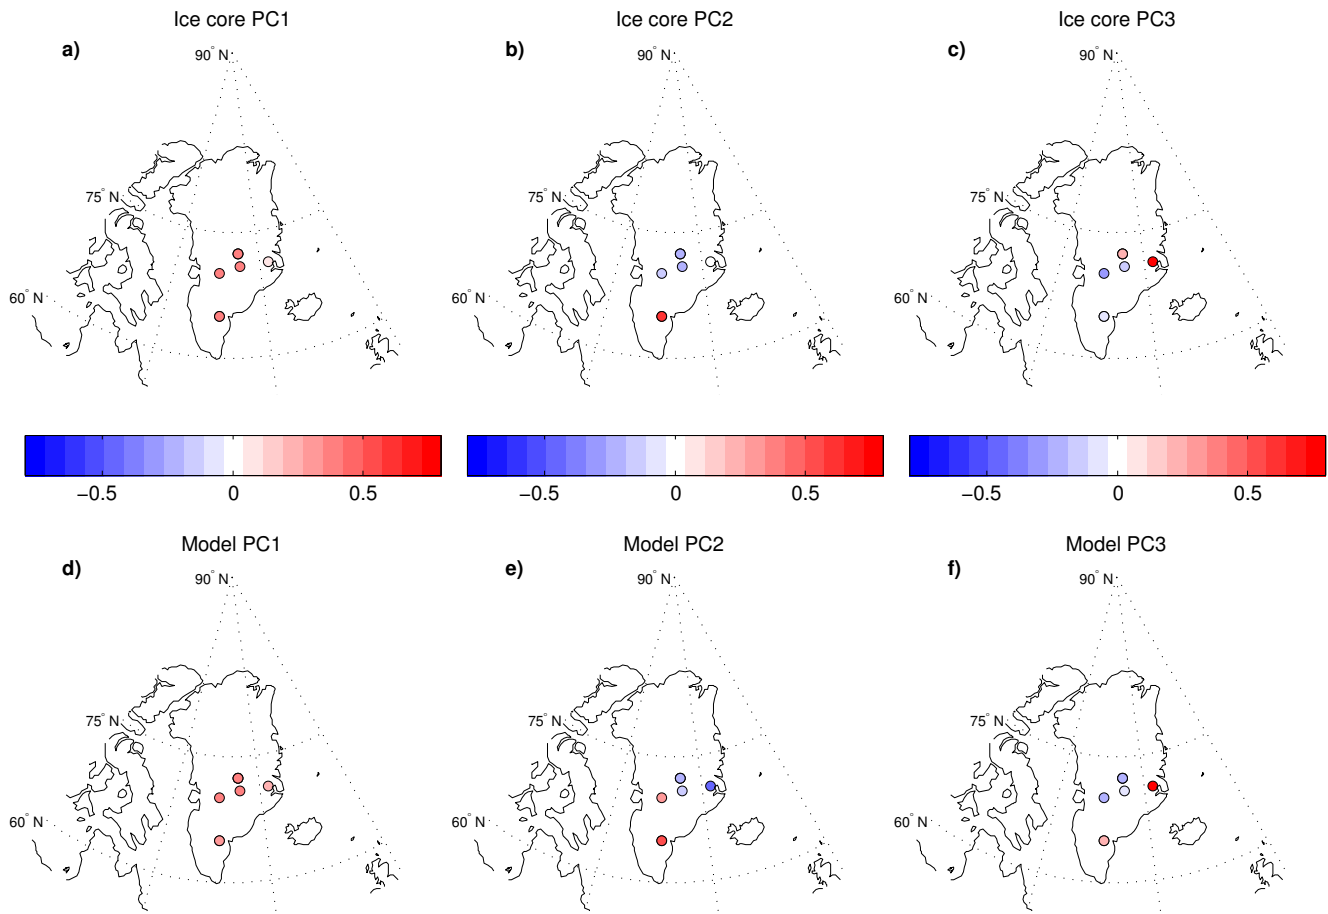 Ice core PC1
Ice core PC2
Ice core PC3
a)
b)
c)
90° N
90° N
90° N
75° N
75° N
75° N
60° N
60° N
60° N
−0.5 0 0.5
−0.5 0 0.5
−0.5 0 0.5
Model PC1
Model PC2
Model PC3
d)
e)
f)
90° N
90° N
90° N
75° N
75° N
75° N
60° N
60° N
60° N